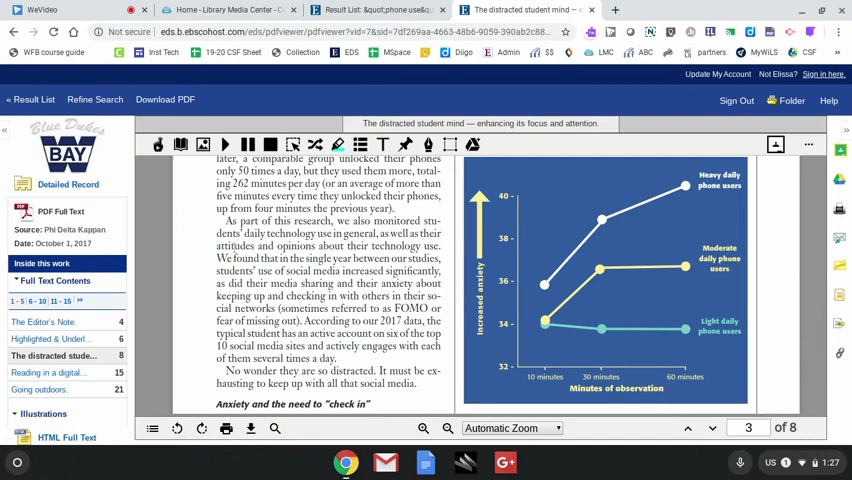 WeVideo
Home - Library Media Center - C
Result List: &quot;phone use&qu
The distracted student mind — e
Not secure
eds.b.ebscohost.com/eds/pdfviewer/pdfviewer?vid=7&sid=7df269aa-4663-48b6-9059-390ab2c88
WFB course guide
Inst Tech
19-20 CSF Sheet
Collection
EDS
MSpace
Diigo
Admin
$$
LMC
ABC
partners
MyWiLS
CSF
Update My Account
Not Elissa?
Sign in here.
« Result List
Refine Search
Download PDF
Sign Out
Folder
Help
The distracted student mind — enhancing its focus and attention.
Blue Dukes
BAY
Detailed Record
PDF Full Text
Source: Phi Delta Kappan
Date: October 1, 2017
Inside this work
Full Text Contents
1 - 5 | 6 - 10 | 11 - 15
The Editor's Note. 4
Highlighted & Underl... 6
The distracted stude... 8
Reading in a digital... 15
Going outdoors. 21
Illustrations
HTML Full Text
later, a comparable group unlocked their phones
only 50 times a day, but they used them more, total-
ing 262 minutes per day (or an average of more than
five minutes every time they unlocked their phones,
up from four minutes the previous year).
As part of this research, we also monitored stu-
dents' daily technology use in general, as well as their
attitudes and opinions about their technology use.
We found that in the single year between our studies,
students' use of social media increased significantly,
as did their media sharing and their anxiety about
keeping up and checking in with others in their so-
cial networks (sometimes referred to as FOMO or
fear of missing out). According to our 2017 data, the
typical student has an active account on six of the top
10 social media sites and actively engages with each
of them several times a day.
No wonder they are so distracted. It must be ex-
hausting to keep up with all that social media.
Anxiety and the need to "check in"
Increased anxiety
40
38
36
34
32
Heavy daily
phone users
Moderate
daily phone
users
Light daily
phone users
10 minutes
30 minutes
60 minutes
Minutes of observation
Automatic Zoom
3 of 8
US
1
1:27